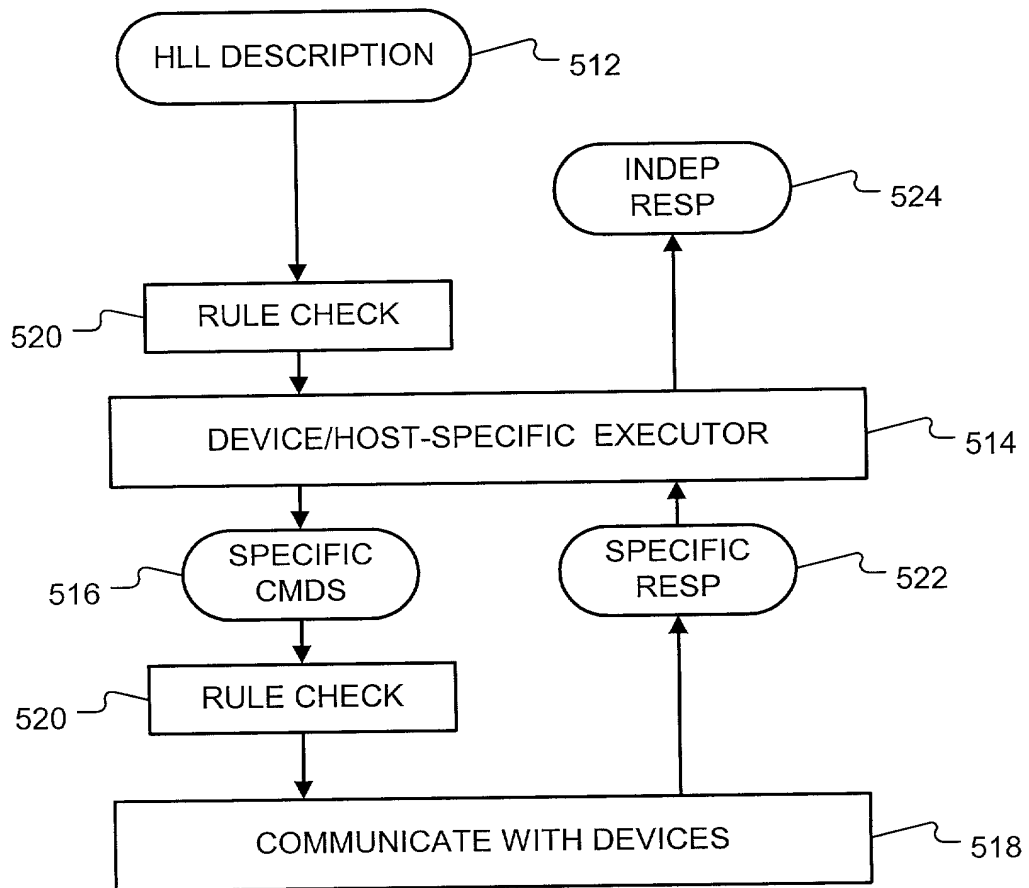 HLL DESCRIPTION
512
INDEP
RESP
524
RULE CHECK
520
DEVICE/HOST-SPECIFIC EXECUTOR
514
SPECIFIC
CMDS
516
SPECIFIC
RESP
522
RULE CHECK
520
COMMUNICATE WITH DEVICES
518